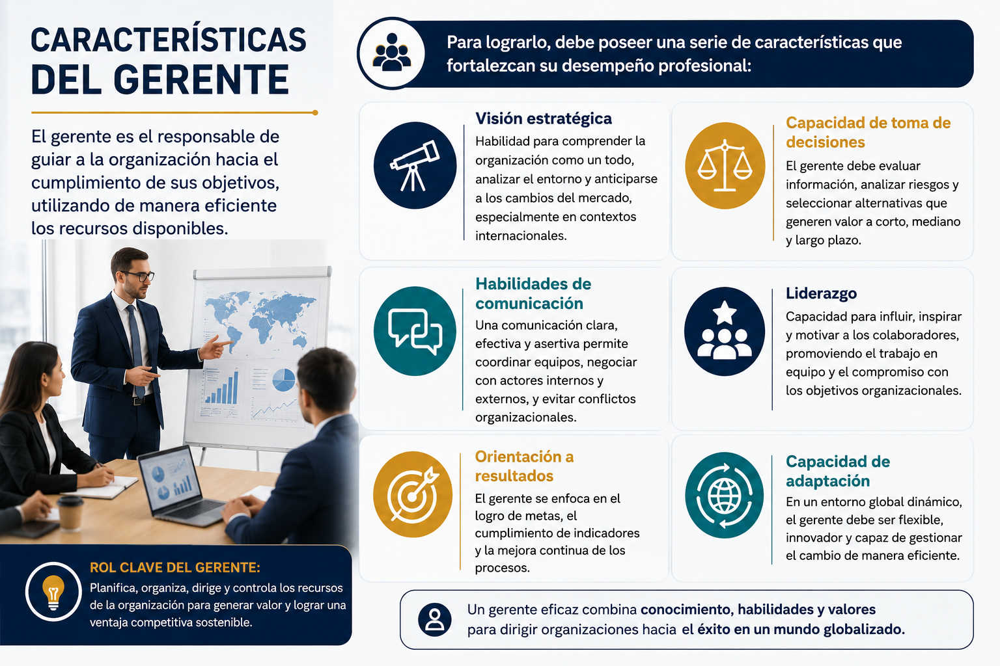 CARACTERÍSTICAS
DEL GERENTE
El gerente es el responsable de
guiar a la organización hacia el
cumplimiento de sus objetivos,
utilizando de manera eficiente
los recursos disponibles.
ROL CLAVE DEL GERENTE:
Planifica, organiza, dirige y controla los recursos
de la organización para generar valor y lograr una
ventaja competitiva sostenible.
Para lograrlo, debe poseer una serie de características que
fortalezcan su desempeño profesional:
Visión estratégica
Habilidad para comprender la
organización como un todo,
analizar el entorno y anticiparse
a los cambios del mercado,
especialmente en contextos
internacionales.
Capacidad de toma de
decisiones
El gerente debe evaluar
información, analizar riesgos y
seleccionar alternativas que
generen valor a corto, mediano
y largo plazo.
Habilidades de
comunicación
Una comunicación clara,
efectiva y asertiva permite
coordinar equipos, negociar
con actores internos y
externos, y evitar conflictos
organizacionales.
Liderazgo
Capacidad para influir, inspirar
y motivar a los colaboradores,
promoviendo el trabajo en
equipo y el compromiso con
los objetivos organizacionales.
Orientación a
resultados
El gerente se enfoca en el
logro de metas, el
cumplimiento de indicadores
y la mejora continua de los
procesos.
Capacidad de
adaptación
En un entorno global dinámico,
el gerente debe ser flexible,
innovador y capaz de gestionar
el cambio de manera eficiente.
Un gerente eficaz combina conocimiento, habilidades y valores
para dirigir organizaciones hacia el éxito en un mundo globalizado.